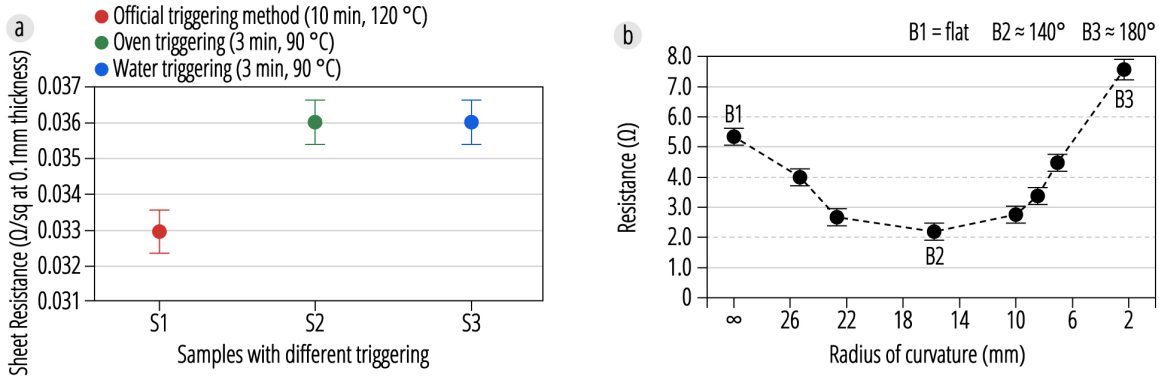 a
Official triggering method (10 min, 120 °C)
Oven triggering (3 min, 90 °C)
Water triggering (3 min, 90 °C)
Sheet Resistance (Ω/sq at 0.1mm thickness)
0.037
0.036
0.035
0.034
0.033
0.032
0.031
S1 S2 S3
Samples with different triggering
b
B1 = flat B2 ≈ 140° B3 ≈ 180°
Resistance (Ω)
8.0
7.0
6.0
5.0
4.0
3.0
2.0
1.0
0
B1
B2
B3
∞ 26 22 18 14 10 6 2
Radius of curvature (mm)